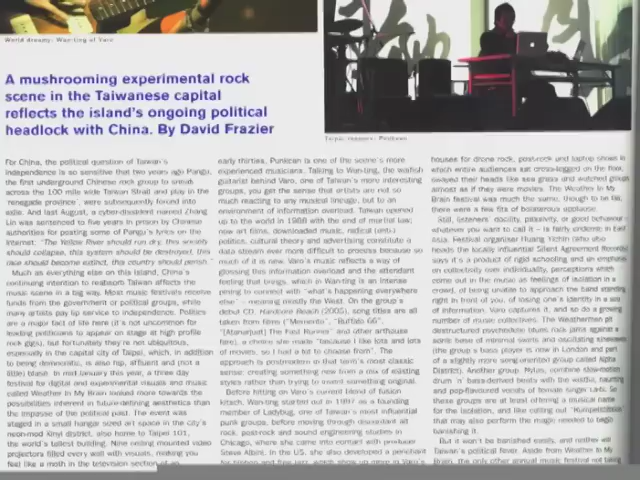 World dreamy: Wan-ting of Varo
A mushrooming experimental rock
scene in the Taiwanese capital
reflects the island's ongoing political
headlock with China. By David Frazier
For China, the political question of Taiwan's
independence is so sensitive that two years ago Pangu,
the first underground Chinese rock group to sneak
across the 100 mile wide Taiwan Strait and play in the
'renegade province', were subsequently forced into
exile. And last August, a cyber-dissident named Zhang
Lin was sentenced to five years in prison by Chinese
authorities for posting some of Pangu's lyrics on the
Internet. "The Yellow River should run dry, this society
should collapse, this system should be destroyed, this
race should become extinct, this country should perish."
Much as everything else on this island, China's
continuing intention to reattach Taiwan affects the
music scene in a big way. Most music festivals receive
funds from the government or political groups, while
many artists pay lip service to independence. Politics
are a major fact of life here (it's not uncommon for
leading politicians to appear on stage at high profile
rock gigs), but fortunately they're not ubiquitous,
especially in the capital city of Taipei, which, in addition
to being democratic, is also hip, affluent and (not a
little) blasé. In mid-January this year, a three day
festival for digital and experimental visuals and music
called Weather In My Brain looked more towards the
possibilities inherent in future-defining aesthetics than
the impasse of the political past. The event was
staged in a small hangar sized art space in the city's
neon-mod Xinyi district, also home to Taipei 101,
the world's tallest building. Nine ceiling mounted video
projectors filled every wall with visuals, making you
feel like a moth in the television section of an
early thirties, Punkcan is one of the scene's more
experienced musicians. Talking to Wan-ting, the waifish
guitarist behind Varo, one of Taiwan's more interesting
groups, you get the sense that artists are not so
much reacting to any musical lineage, but to an
environment of information overload. Taiwan opened
up to the world in 1988 with the end of martial law;
now art films, downloaded music, radical (anti-)
politics, cultural theory and advertising constitute a
data stream ever more difficult to process because so
much of it is new. Varo's music reflects a way of
glossing this information overload and the attendant
feeling that brings, which in Wan-ting is an intense
pining to connect with "what's happening everywhere
else" – meaning mostly the West. On the group's
debut CD, Hardcore Reach (2005), song titles are all
taken from films ("Memento", "Buffalo 66",
"[Atanarjuat] The Fast Runner" and other arthouse
fare), a choice she made "because I like lots and lots
of movies, so I had a lot to choose from". The
approach is postmodern in that term's most classic
sense: creating something new from a mix of existing
styles rather than trying to invent something original.
Before hitting on Varo's current blend of fusion
kitsch, Wan-ting started out in 1997 as a founding
member of Ladybug, one of Taiwan's most influential
punk groups, before moving through discordant alt
rock, post-rock and sound engineering studies in
Chicago, where she came into contact with producer
Steve Albini. In the US, she also developed a penchant
houses for drone rock, postrock and laptop shows in
which entire audiences sat cross-legged on the floor,
swayed their heads like sea grass and watched groups
almost as if they were movies. The Weather In My
Brain festival was much the same, though to be fair,
there were a few fits of boisterous applause.
Still, listeners' docility, passivity, or good behaviour –
whatever you want to call it – is fairly endemic in East
Asia. Festival organiser Huang Yichin (who also
heads the locally influential Silent Agreement Records)
says it's a product of rigid schooling and an emphasis
on collectivity over individuality, perceptions which
come out in the music as feelings of isolation in a
crowd, of being unable to approach the band standing
right in front of you, of losing one's identity in a sea
of information. Varo captures it, and so do a growing
number of music collectives. The Weatherman pit
destructured psychedelic blues rock jams against a
sonic base of minimal starts and oscillating sinewaves
(the group's bass player is now in London and part
of a slightly more song-oriented group called Alpha
District). Another group, Mylas, combine slow-motion
drum 'n' bass-derived beats with the wistful, haunting
and pop-flavoured vocals of female singer
groups like these are at least offering a musical name
for the isolation, and like calling out "Rumpelstiltskin"
that may also perform the magic needed to begin
banishing it.
But it won't be banished easily, and neither will
Taiwan's political fever. Aside from Weather In My
Brain, the only other annual music festival not taking